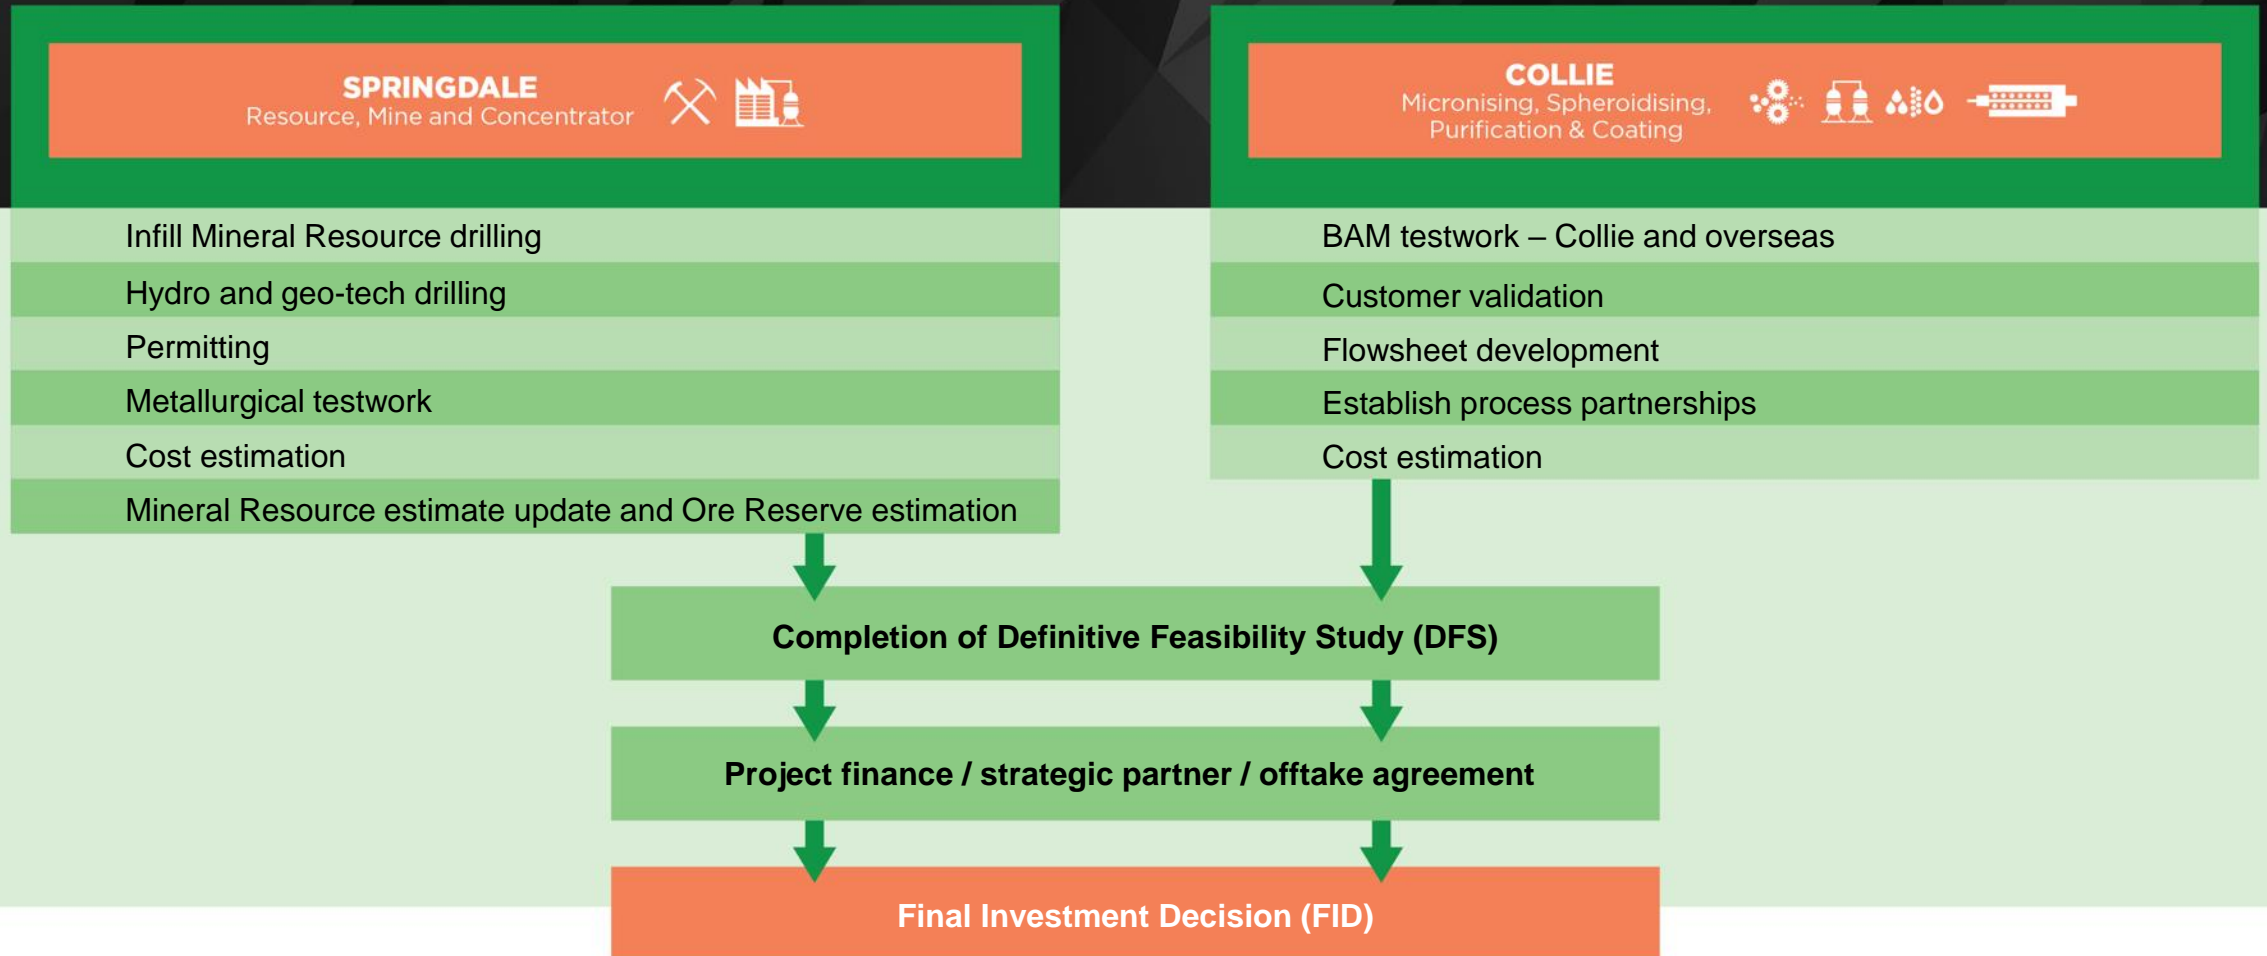 SPRINGDALE
Resource, Mine and Concentrator
Infill Mineral Resource drilling
Hydro and geo-tech drilling
Permitting
Metallurgical testwork
Cost estimation
Mineral Resource estimate update and Ore Reserve estimation
COLLIE
Micronising, Spheroidising,
Purification & Coating
BAM testwork – Collie and overseas
Customer validation
Flowsheet development
Establish process partnerships
Cost estimation
Completion of Definitive Feasibility Study (DFS)
Project finance / strategic partner / offtake agreement
Final Investment Decision (FID)